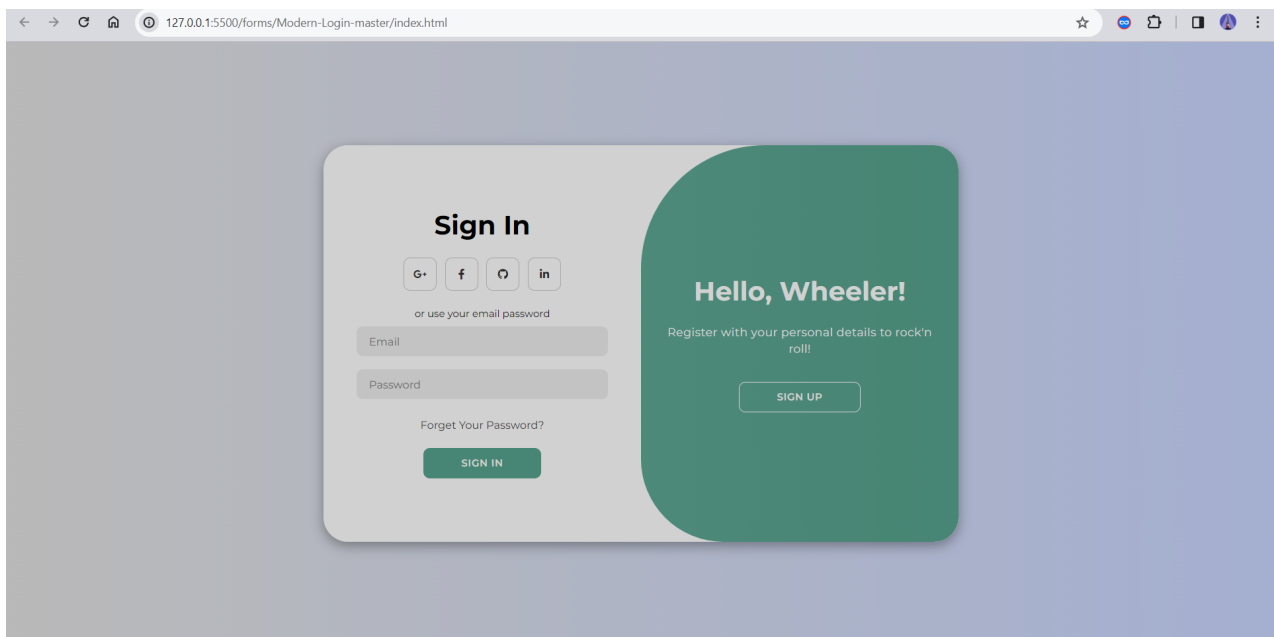 127.0.0.1:5500/forms/Modern-Login-master/index.html
Sign In
G+
f
in
or use your email password
Email
Password
Forget Your Password?
SIGN IN
Hello, Wheeler!
Register with your personal details to rock'n
roll!
SIGN UP